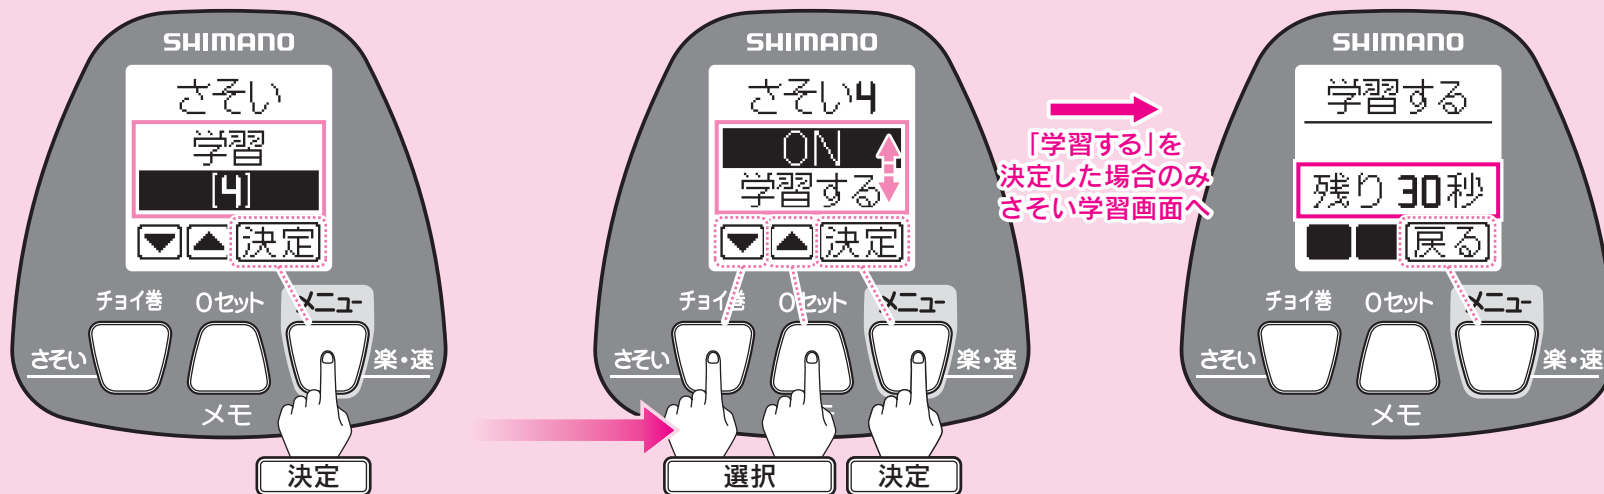 SHIMANO
さそい
学習
[4]
▼▲決定
チョイ巻 0セット メニュー
さそい 楽・速
メモ
決定
SHIMANO
さそい4
ON
学習する
▼▲決定
チョイ巻 0セット メニュー
さそい 楽・速
選択 決定
「学習する」を
決定した場合のみ
さそい学習画面へ
SHIMANO
学習する
残り30秒
戻る
チョイ巻 0セット メニュー
さそい 楽・速
メモ